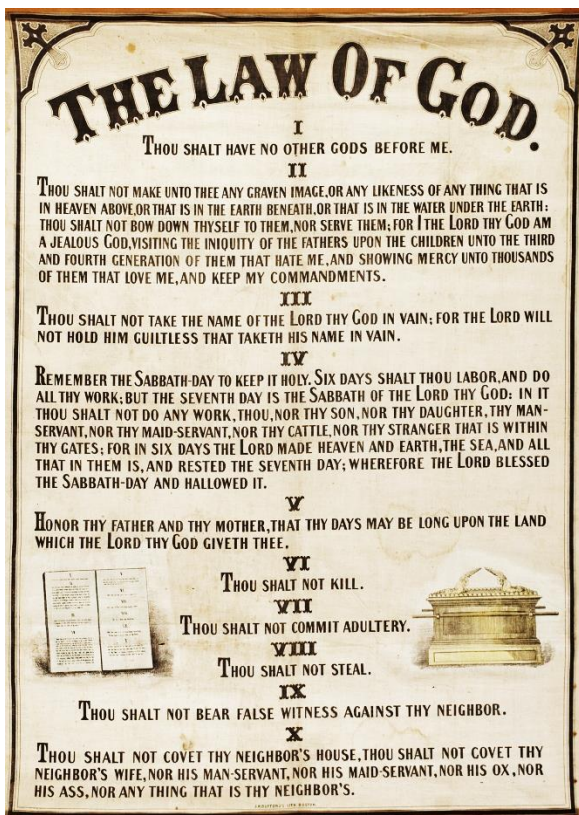 THE LAW OF GOD.
I
THOU SHALT HAVE NO OTHER GODS BEFORE ME.
II
THOU SHALT NOT MAKE UNTO THEE ANY GRAVEN IMAGE, OR ANY LIKENESS OF ANY THING THAT IS
IN HEAVEN ABOVE, OR THAT IS IN THE EARTH BENEATH, OR THAT IS IN THE WATER UNDER THE EARTH:
THOU SHALT NOT BOW DOWN THYSELF TO THEM, NOR SERVE THEM; FOR I THE LORD THY GOD AM
A JEALOUS GOD, VISITING THE INIQUITY OF THE FATHERS UPON THE CHILDREN UNTO THE THIRD
AND FOURTH GENERATION OF THEM THAT HATE ME, AND SHOWING MERCY UNTO THOUSANDS
OF THEM THAT LOVE ME, AND KEEP MY COMMANDMENTS.
III
THOU SHALT NOT TAKE THE NAME OF THE LORD THY GOD IN VAIN; FOR THE LORD WILL
NOT HOLD HIM GUILTLESS THAT TAKETH HIS NAME IN VAIN.
IV
REMEMBER THE SABBATH-DAY TO KEEP IT HOLY. SIX DAYS SHALT THOU LABOR, AND DO
ALL THY WORK; BUT THE SEVENTH DAY IS THE SABBATH OF THE LORD THY GOD: IN IT
THOU SHALT NOT DO ANY WORK, THOU, NOR THY SON, NOR THY DAUGHTER, THY MAN-
SERVANT, NOR THY MAID-SERVANT, NOR THY CATTLE, NOR THY STRANGER THAT IS WITHIN
THY GATES; FOR IN SIX DAYS THE LORD MADE HEAVEN AND EARTH, THE SEA, AND ALL
THAT IN THEM IS, AND RESTED THE SEVENTH DAY; WHEREFORE THE LORD BLESSED
THE SABBATH-DAY AND HALLOWED IT.
V
HONOR THY FATHER AND THY MOTHER, THAT THY DAYS MAY BE LONG UPON THE LAND
WHICH THE LORD THY GOD GIVETH THEE.
VI
THOU SHALT NOT KILL.
VII
THOU SHALT NOT COMMIT ADULTERY.
VIII
THOU SHALT NOT STEAL.
IX
THOU SHALT NOT BEAR FALSE WITNESS AGAINST THY NEIGHBOR.
X
THOU SHALT NOT COVET THY NEIGHBOR'S HOUSE, THOU SHALT NOT COVET THY
NEIGHBOR'S WIFE, NOR HIS MAN-SERVANT, NOR HIS MAID-SERVANT, NOR HIS OX, NOR
HIS ASS, NOR ANY THING THAT IS THY NEIGHBOR'S.